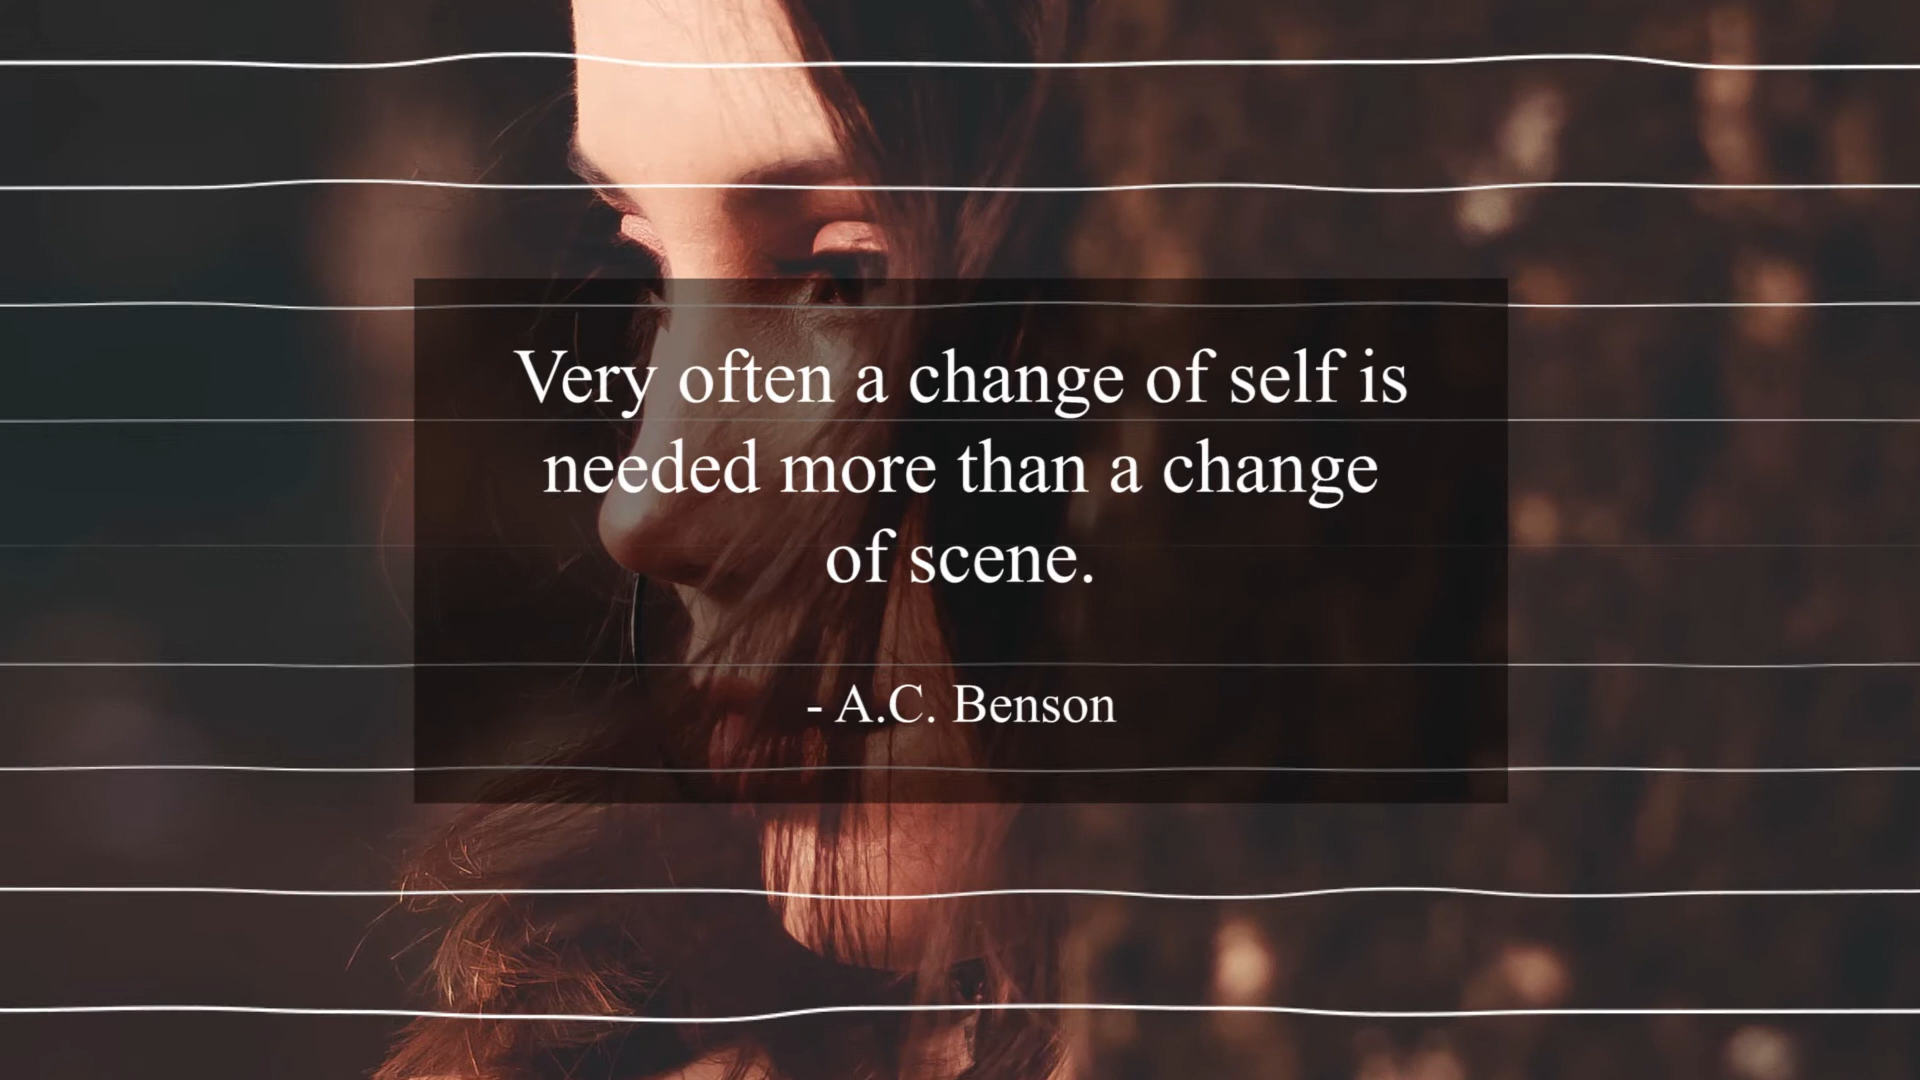 Very often a change of self is
needed more than a change
of scene.
- A.C. Benson